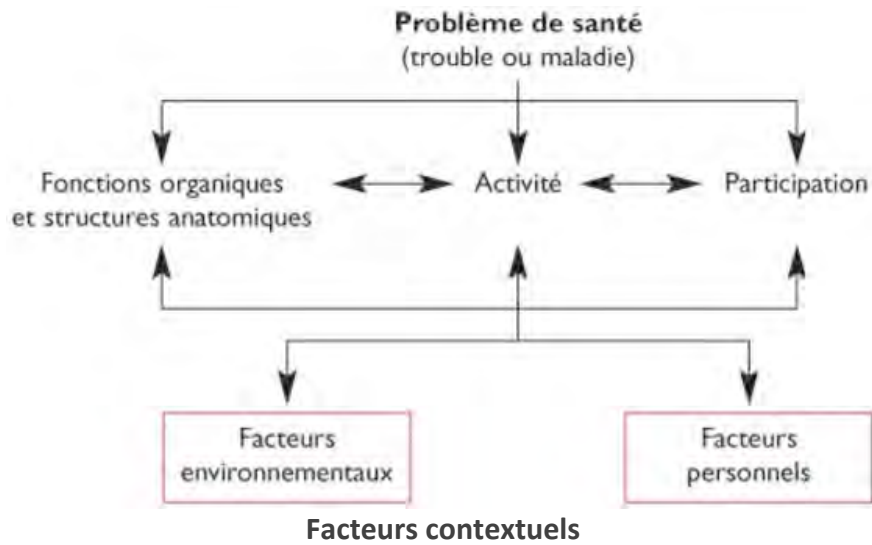 Problème de santé
(trouble ou maladie)
Fonctions organiques
et structures anatomiques
Activité
Participation
Facteurs
environnementaux
Facteurs
personnels
Facteurs contextuels